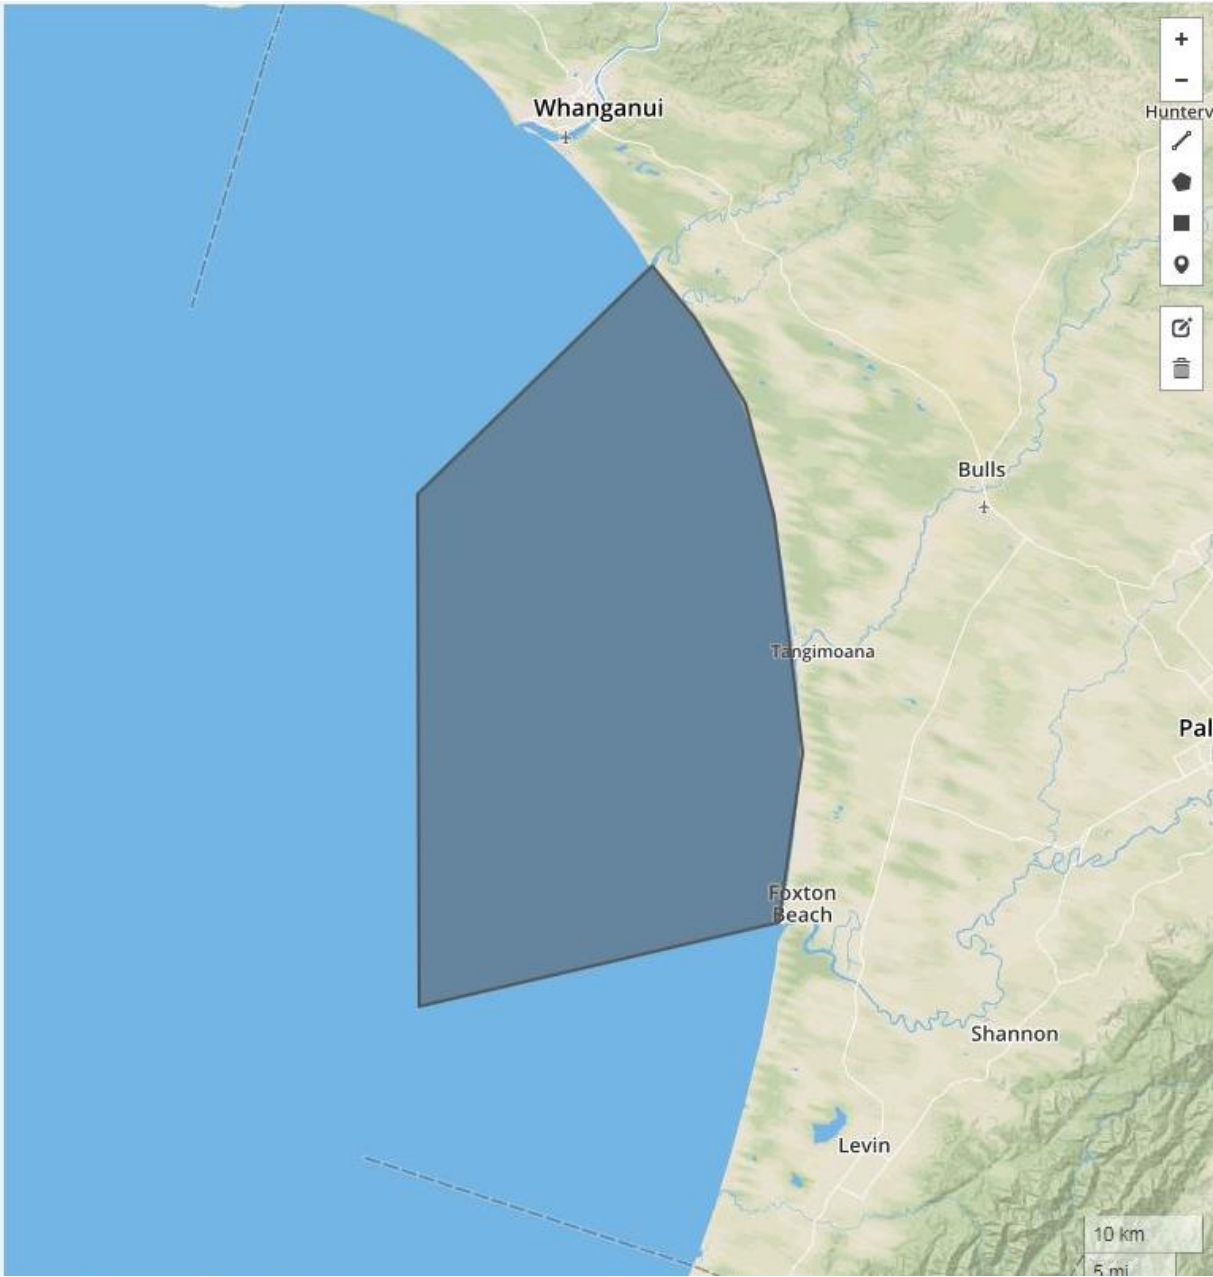 +
Whanganui
−
Hunterv
Bulls
Tangimoana
Pal
Foxton
Beach
Shannon
Levin
10 km
5 mi